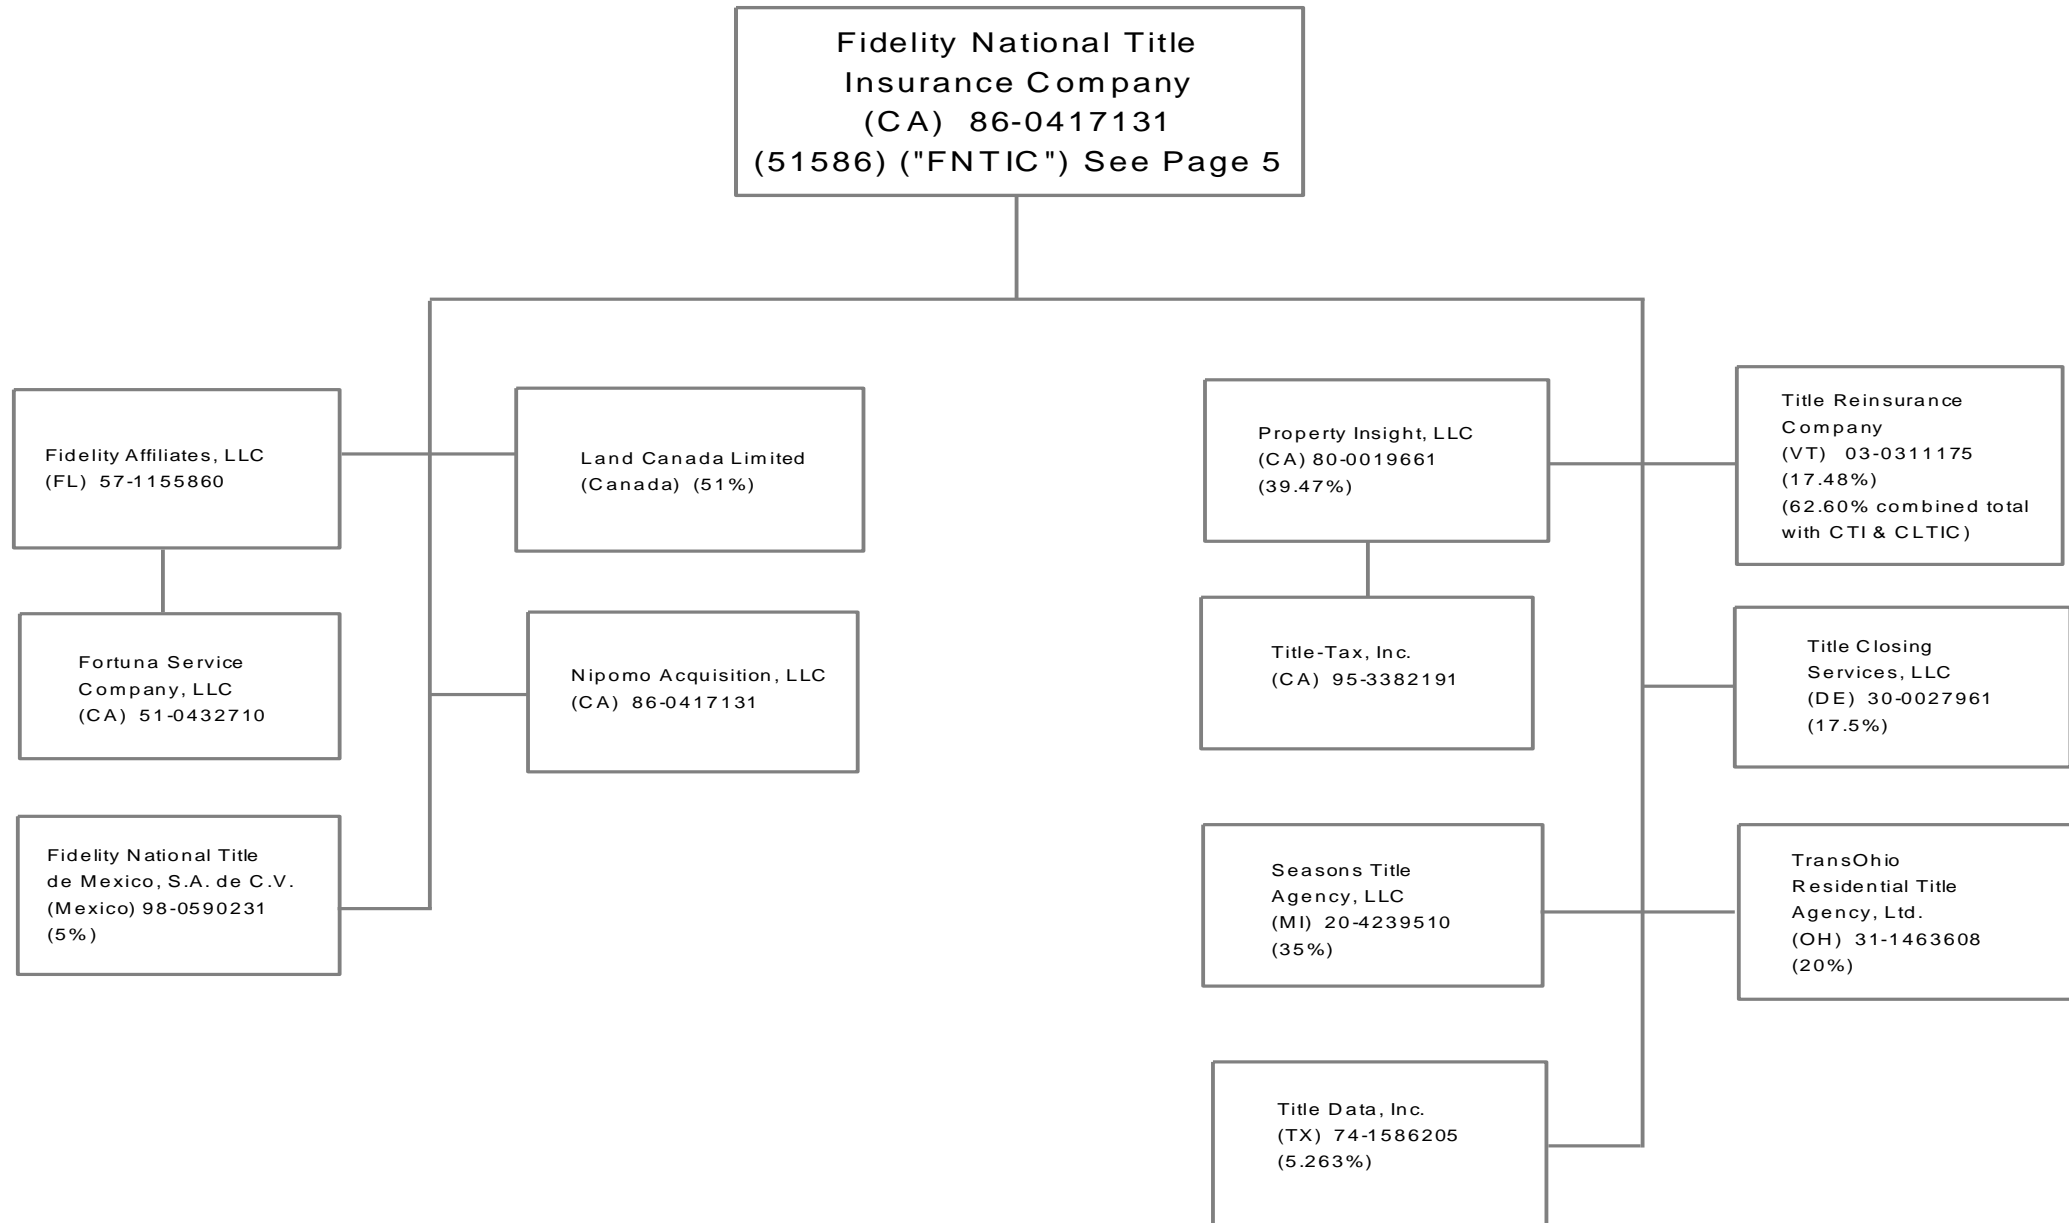 Fidelity National Title
Insurance Company
(CA) 86-0417131
(51586) ("FNTIC") See Page 5
Fidelity Affiliates, LLC
(FL) 57-1155860
Land Canada Limited
(Canada) (51%)
Property Insight, LLC
(CA) 80-0019661
(39.47%)
Title Reinsurance
Company
(VT) 03-0311175
(17.48%)
(62.60% combined total
with CTI & CLTIC)
Fortuna Service
Company, LLC
(CA) 51-0432710
Nipomo Acquisition, LLC
(CA) 86-0417131
Title-Tax, Inc.
(CA) 95-3382191
Title Closing
Services, LLC
(DE) 30-0027961
(17.5%)
Fidelity National Title
de Mexico, S.A. de C.V.
(Mexico) 98-0590231
(5%)
Seasons Title
Agency, LLC
(MI) 20-4239510
(35%)
TransOhio
Residential Title
Agency, Ltd.
(OH) 31-1463608
(20%)
Title Data, Inc.
(TX) 74-1586205
(5.263%)